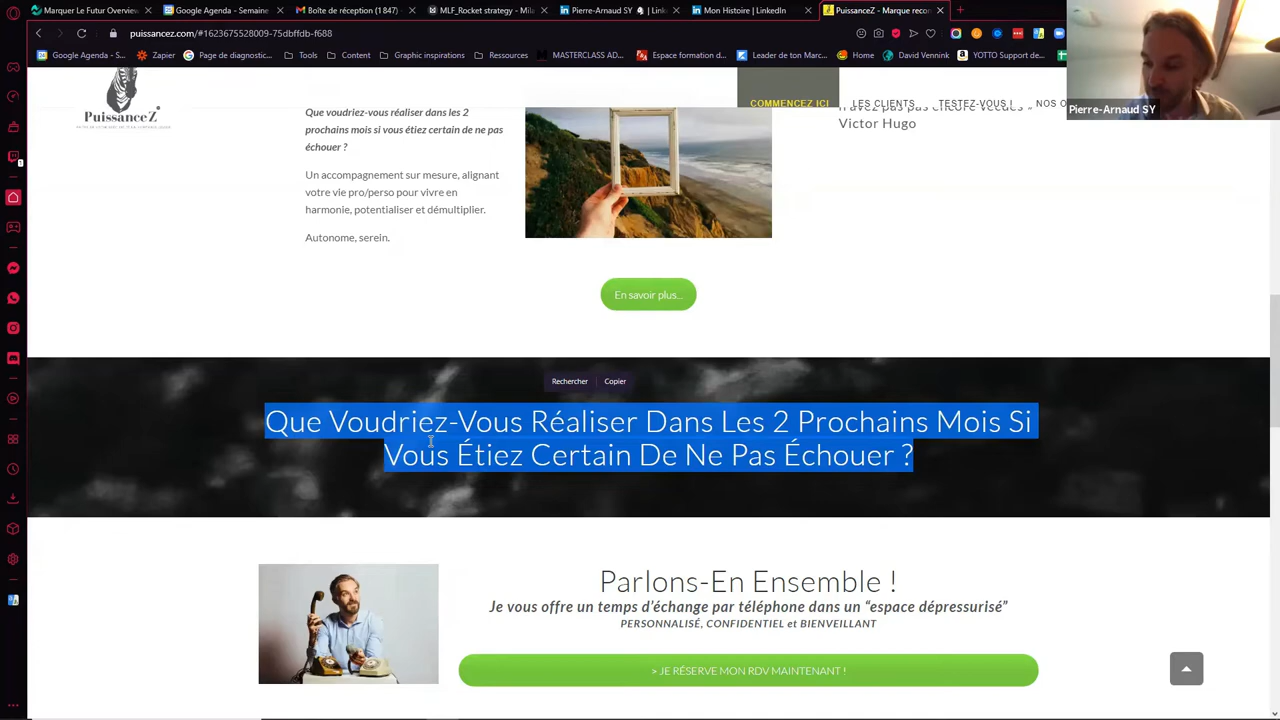 Marquer Le Futur Overview
Google Agenda - Semaine
Boîte de réception (1 847)
MLF_Rocket strategy - Mila
Pierre-Arnaud SY
Link
Mon Histoire | LinkedIn
PuissanceZ - Marque recon
puissancez.com/#1623675528009-75dbffdb-f688
Google Agenda - S...
Zapier
Page de diagnostic...
Tools
Content
Graphic inspirations
Ressources
MASTERCLASS AD...
Espace formation d...
Leader de ton Marc...
Home
David Vennink
YOTTO Support de...
Pierre-Arnaud SY
PuissanceZ
COMMENCEZ ICI
LES CLIENTS
TESTEZ-VOUS !
NOS O
Victor Hugo
Que voudriez-vous réaliser dans les 2
prochains mois si vous étiez certain de ne pas
échouer ?
Un accompagnement sur mesure, alignant
votre vie pro/perso pour vivre en
harmonie, potentialiser et démultiplier.
Autonome, serein.
En savoir plus...
Rechercher
Copier
Que Voudriez-Vous Réaliser Dans Les 2 Prochains Mois Si
Vous Étiez Certain De Ne Pas Échouer ?
Parlons-En Ensemble !
Je vous offre un temps d'échange par téléphone dans un “espace dépressurisé”
PERSONNALISÉ, CONFIDENTIEL et BIENVEILLANT
> JE RÉSERVE MON RDV MAINTENANT !